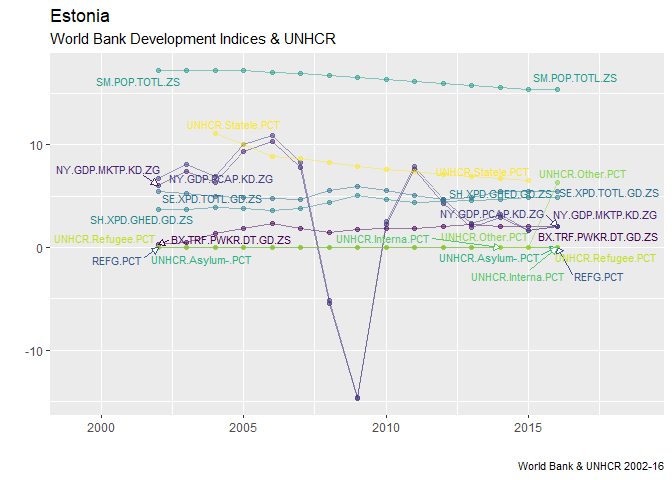 Estonia
World Bank Development Indices & UNHCR
SM.POP.TOTL.ZS
SM.POP.TOTL.ZS
UNHCR.Statele.PCT
10
NY.GDP.MKTP.KD.ZG
NY.GDP.PCAP.KD.ZG
UNHCR.Statele.PCT
UNHCR.Other.PCT
SE.XPD.TOTL.GD.ZS
SH.XPD.GHED.GD.ZS
SE.XPD.TOTL.GD.ZS
SH.XPD.GHED.GD.ZS
NY.GDP.PCAP.KD.ZG
NY.GDP.MKTP.KD.ZG
UNHCR.Refugee.PCT
BX.TRF.PWKR.DT.GD.ZS
UNHCR.Interna.PCT
UNHCR.Other.PCT
BX.TRF.PWKR.DT.GD.ZS
0
REFG.PCT
UNHCR.Asylum-.PCT
UNHCR.Asylum-.PCT
UNHCR.Refugee.PCT
UNHCR.Interna.PCT
REFG.PCT
-10
2000
2005
2010
2015
World Bank & UNHCR 2002-16